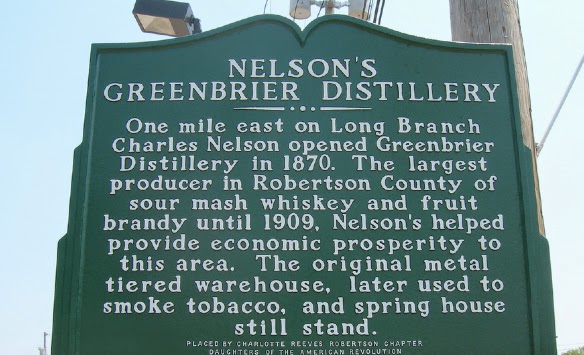 NELSON'S
GREENBRIER DISTILLERY
One mile east on Long Branch
Charles Nelson opened Greenbrier
Distillery in 1870. The largest
producer in Robertson County of
sour mash whiskey and fruit
brandy until 1909, Nelson's helped
provide economic prosperity to
this area. The original metal
tiered warehouse, later used to
smoke tobacco, and spring house
still stand.
PLACED BY CHARLOTTE REEVES ROBERTSON CHAPTER
DAUGHTERS OF THE AMERICAN REVOLUTION